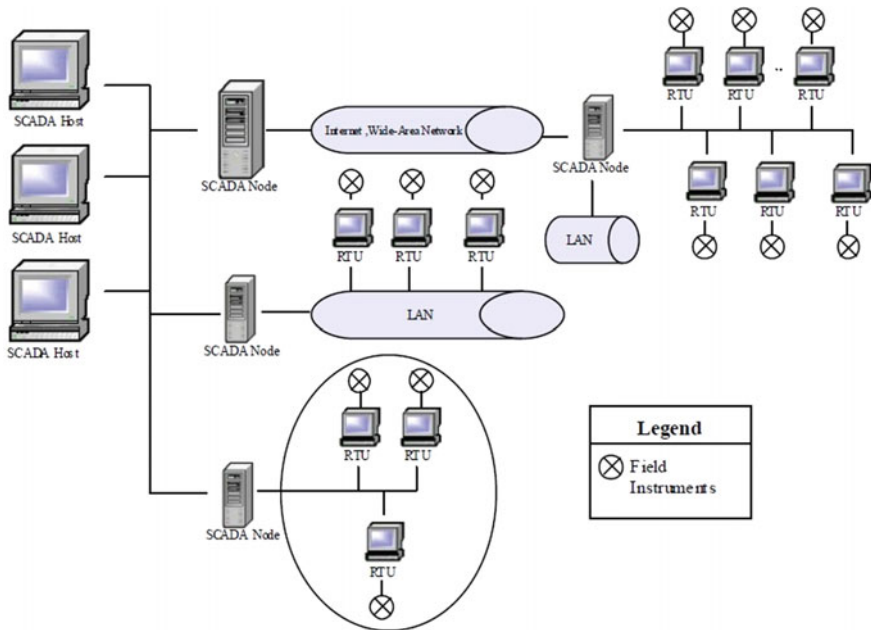 RTU
RTU
..
RTU
SCADA Host
Internet ,Wide-Area Network
SCADA Node
SCADA Node
RTU
RTU
RTU
SCADA Host
RTU
RTU
RTU
LAN
LAN
SCADA Host
SCADA Node
Legend
RTU
RTU
Field
Instruments
SCADA Node
RTU